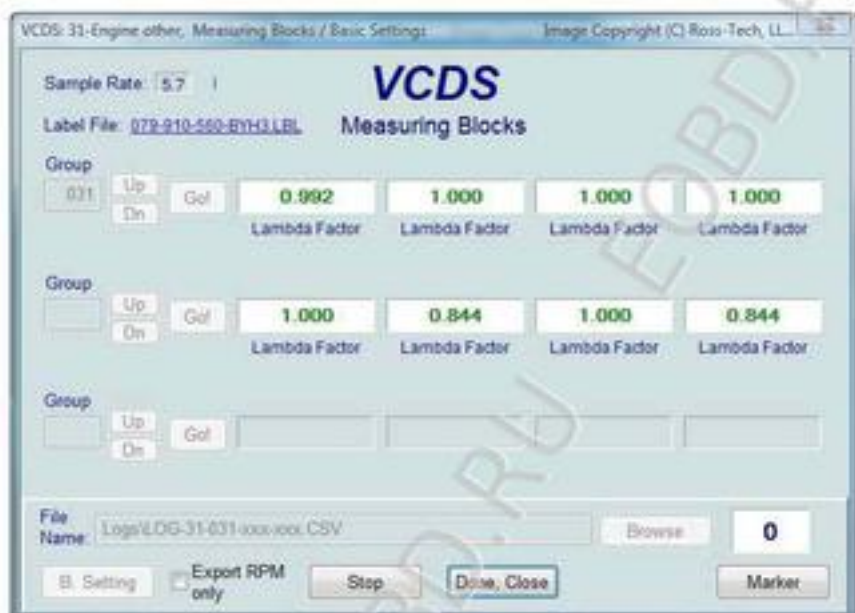 VCDS: 31-Engine other, Measuring Blocks / Basic Settings Image Copyright (C) Ross-Tech, LL...
Sample Rate: 5.7
VCDS
Label File: 079-910-560-BYH3.LBL Measuring Blocks
Group
031 Up Dn Go! 0.992 1.000 1.000 1.000
Lambda Factor Lambda Factor Lambda Factor Lambda Factor
Group
Up Dn Go! 1.000 0.844 1.000 0.844
Lambda Factor Lambda Factor Lambda Factor Lambda Factor
Group
Up Dn Go!
File Name: Logs\LOG-31-031-xxx-xxx.CSV Browse 0
B. Setting Export RPM only Stop Done, Close Marker
EOBD.RU